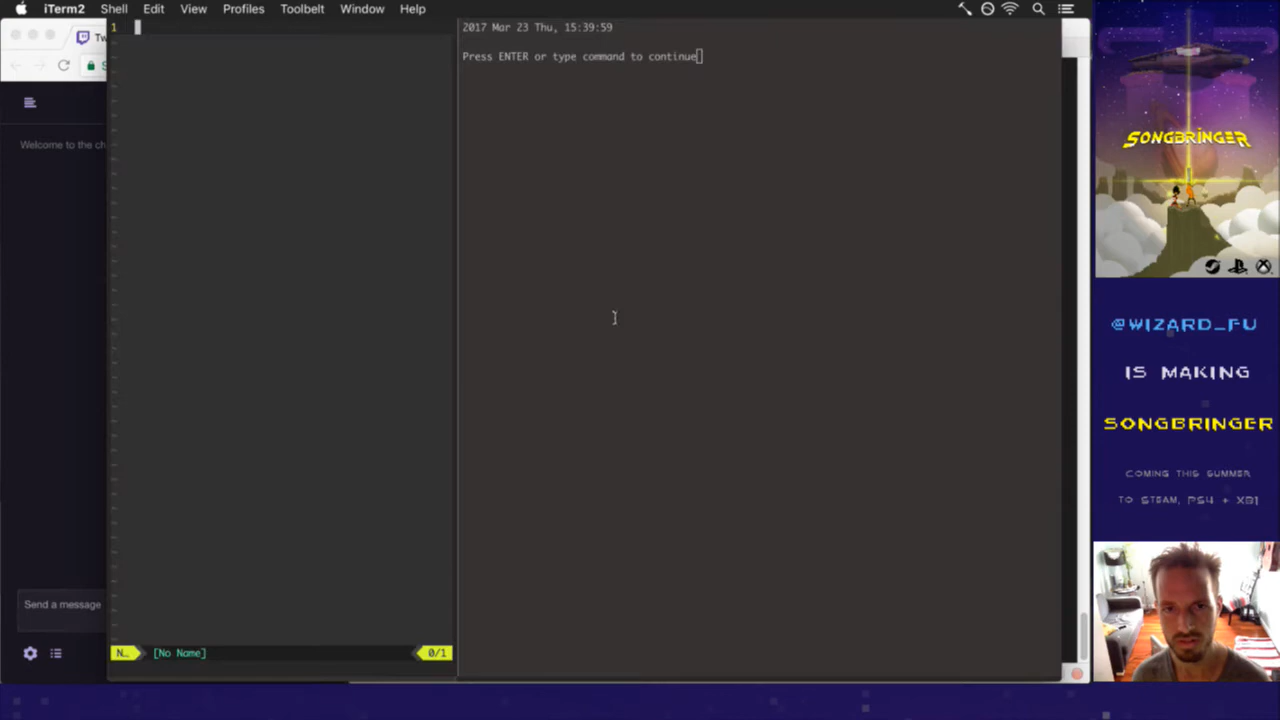 iTerm2 Shell Edit View Profiles Toolbelt Window Help
Tw
S
Welcome to the ch
Send a message
1
N… [No Name] 0/1
2017 Mar 23 Thu, 15:39:59
Press ENTER or type command to continue
SONGBRINGER
@WIZARD_FU
IS MAKING
SONGBRINGER
COMING THIS SUMMER
TO STEAM, PS4 + XB1